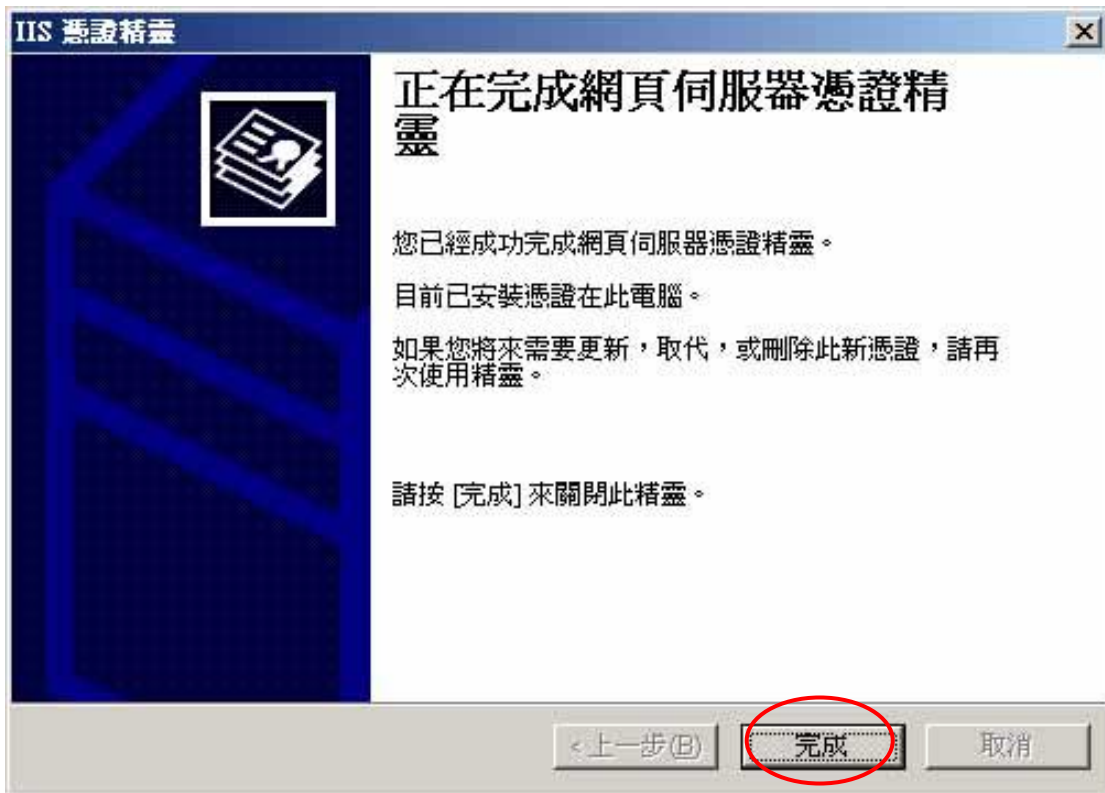 IIS 憑證精靈
正在完成網頁伺服器憑證精
靈
您已經成功完成網頁伺服器憑證精靈。
目前已安裝憑證在此電腦。
如果您將來需要更新，取代，或刪除此新憑證，請再
次使用精靈。
請按 [完成] 來關閉此精靈。
<上一步(B)
完成
取消